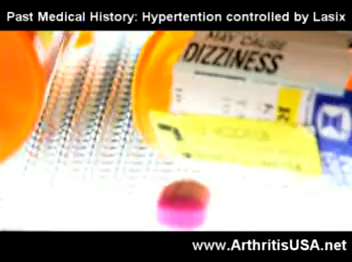 Past Medical History: Hypertention controlled by Lasix
MAY CAUSE
DIZZINESS
www.ArthritisUSA.net